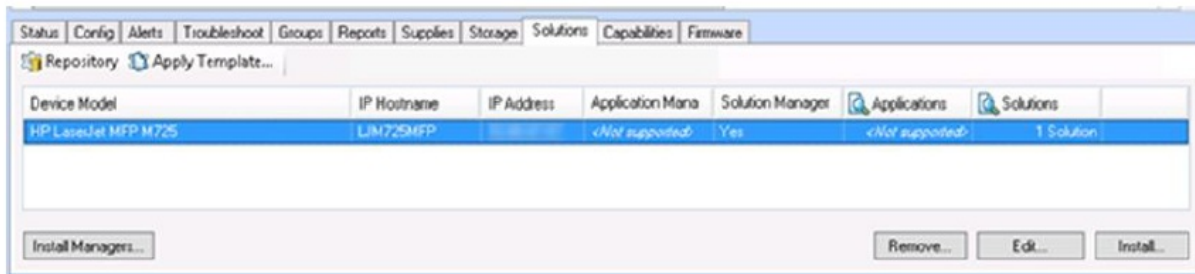 Status Config Alerts Troubleshoot Groups Reports Supplies Storage Solutions Capabilities Firmware
Repository Apply Template...
Device Model IP Hostname IP Address Application Mana Solution Manager Applications Solutions
HP LaserJet MFP M725 LJM725MFP <Not supported> Yes <Not supported> 1 Solution
Install Managers... Remove... Edit... Install...